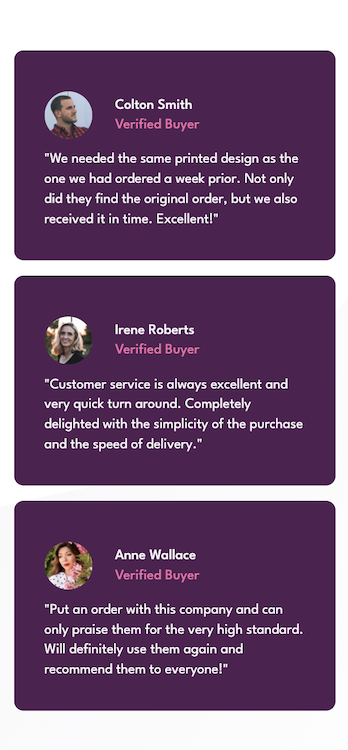 Colton Smith
Verified Buyer
"We needed the same printed design as the
one we had ordered a week prior. Not only
did they find the original order, but we also
received it in time. Excellent!"
Irene Roberts
Verified Buyer
"Customer service is always excellent and
very quick turn around. Completely
delighted with the simplicity of the purchase
and the speed of delivery."
Anne Wallace
Verified Buyer
"Put an order with this company and can
only praise them for the very high standard.
Will definitely use them again and
recommend them to everyone!"